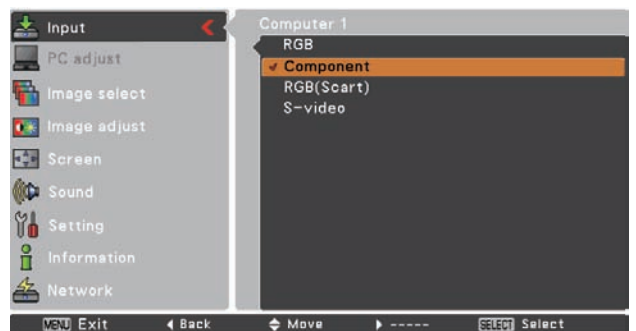 Input
PC adjust
Image select
Image adjust
Screen
Sound
Setting
Information
Network
Computer 1
RGB
Component
RGB(Scart)
S-video
MENU Exit Back Move ----- SELECT Select